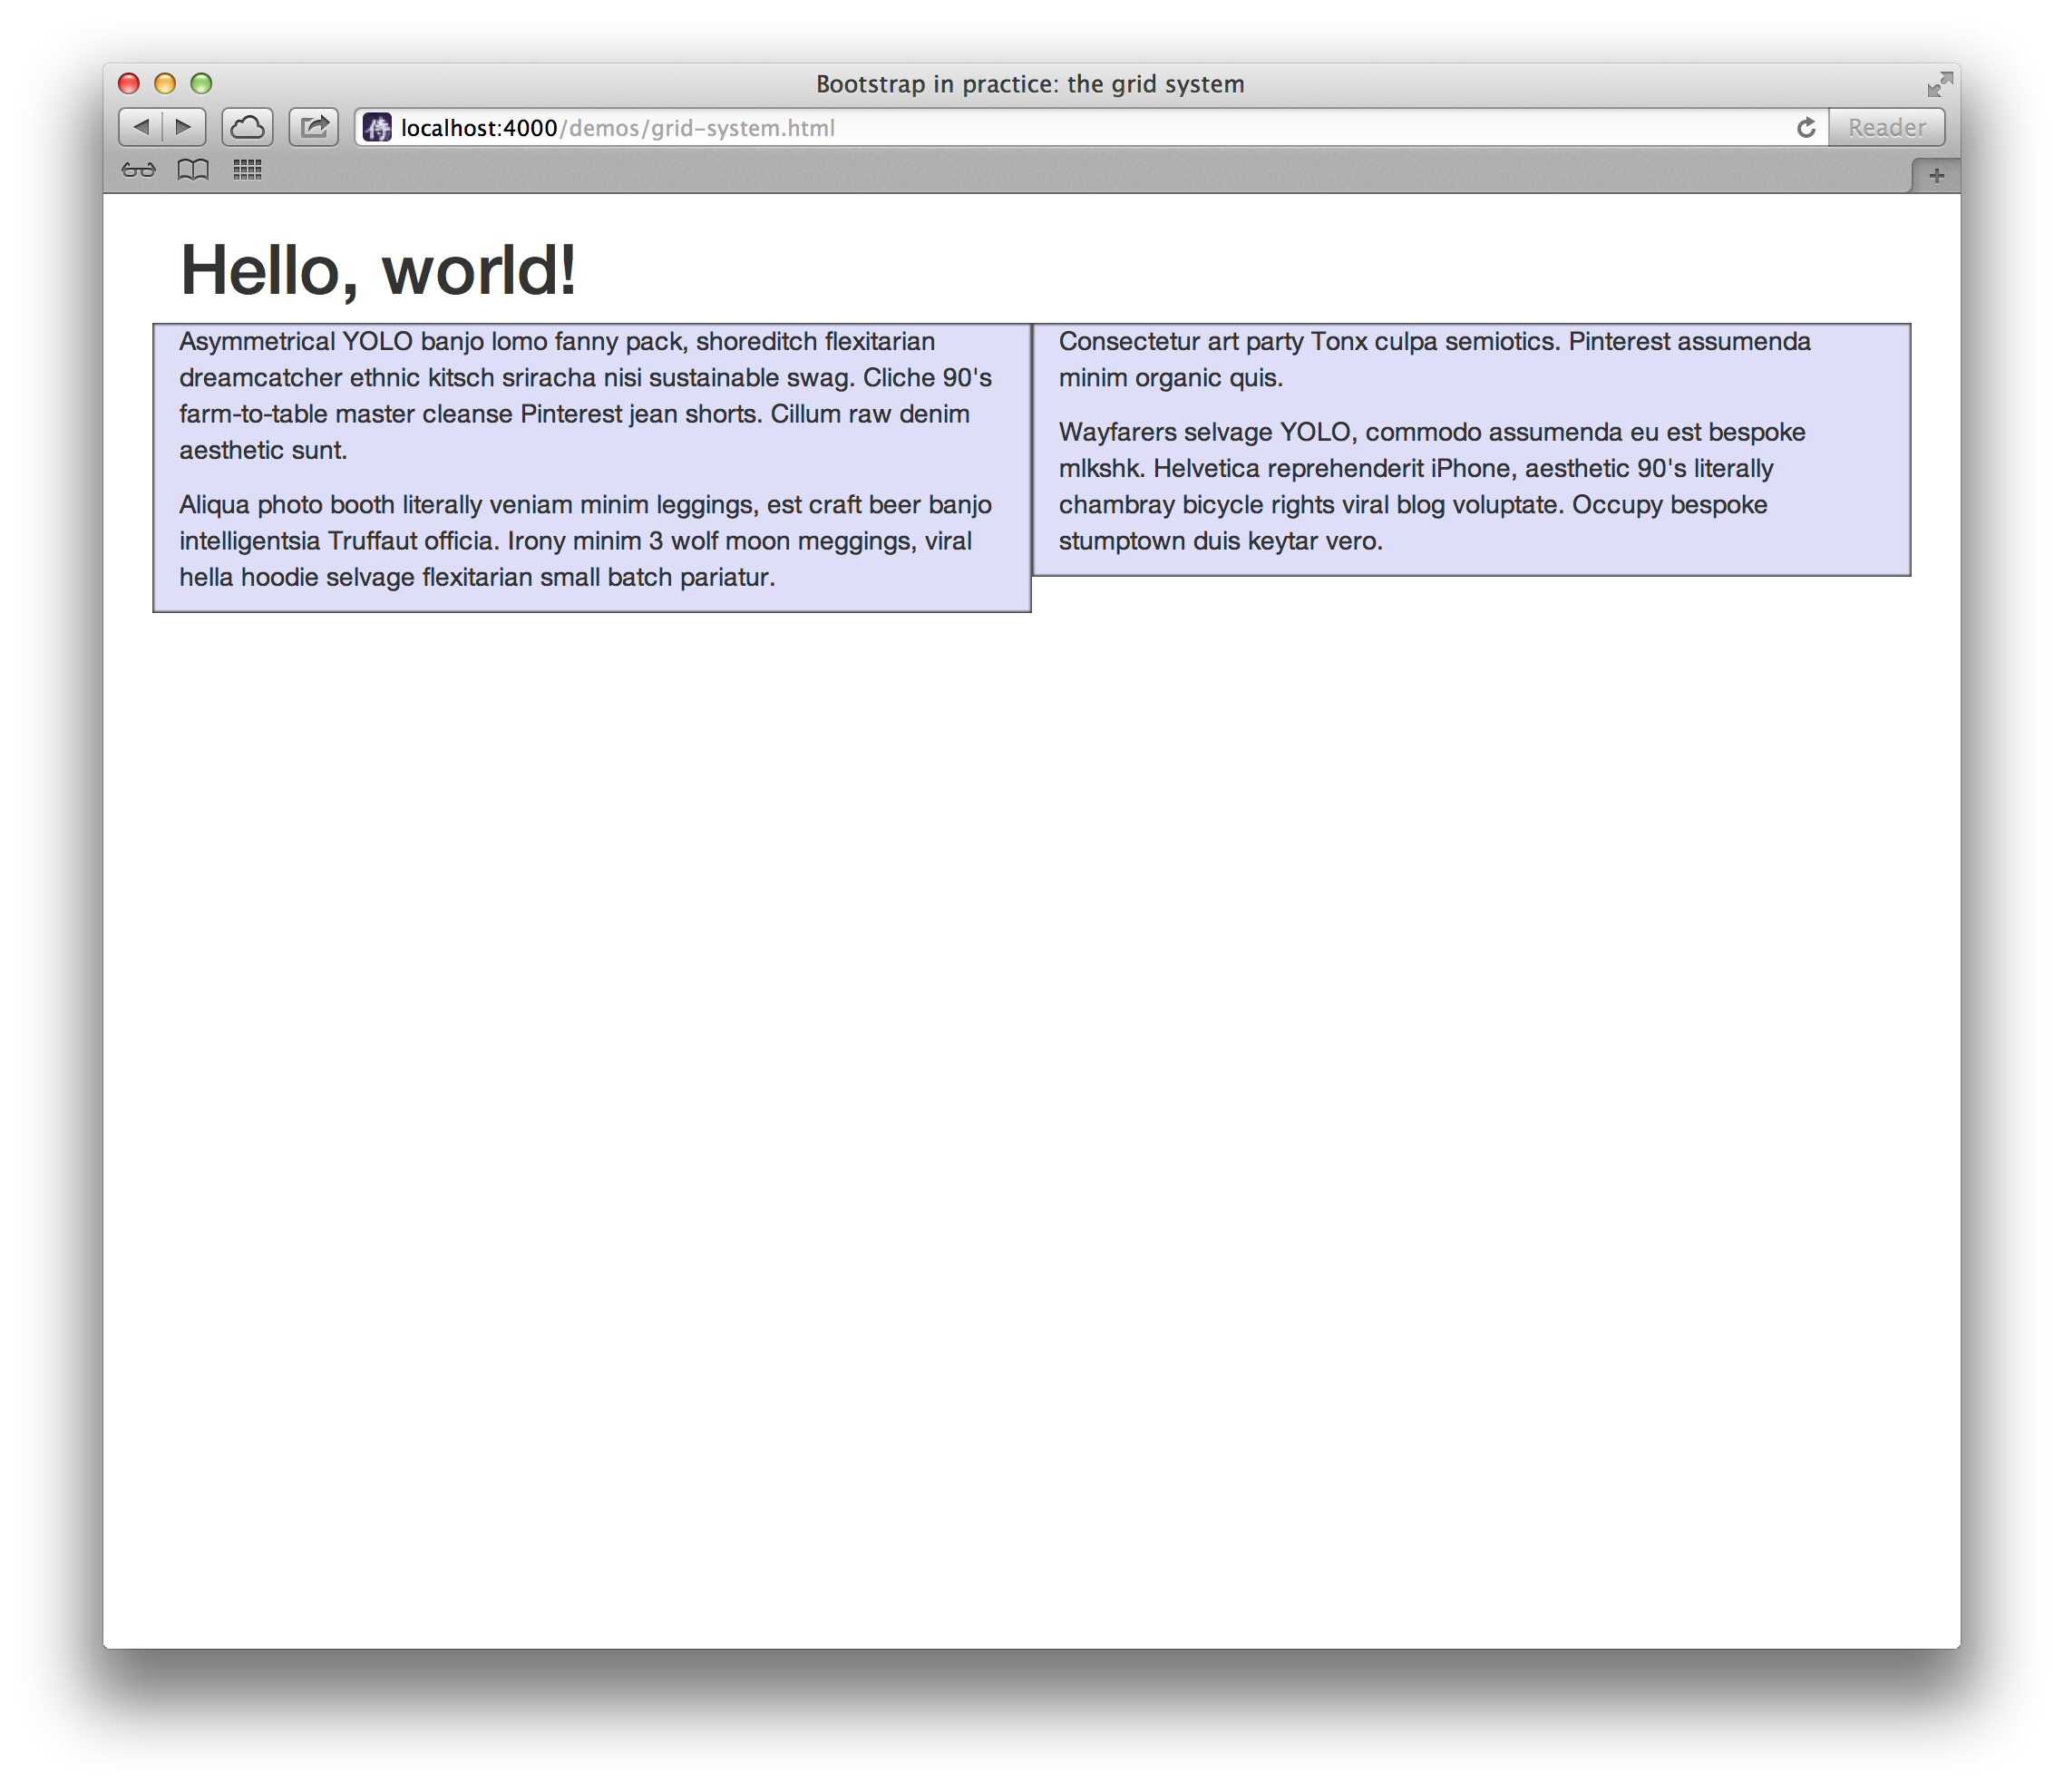 Bootstrap in practice: the grid system
侍 localhost:4000/demos/grid-system.html
Reader
Hello, world!
Asymmetrical YOLO banjo lomo fanny pack, shoreditch flexitarian
dreamcatcher ethnic kitsch sriracha nisi sustainable swag. Cliche 90's
farm-to-table master cleanse Pinterest jean shorts. Cillum raw denim
aesthetic sunt.
Aliqua photo booth literally veniam minim leggings, est craft beer banjo
intelligentsia Truffaut officia. Irony minim 3 wolf moon meggings, viral
hella hoodie selvage flexitarian small batch pariatur.
Consectetur art party Tonx culpa semiotics. Pinterest assumenda
minim organic quis.
Wayfarers selvage YOLO, commodo assumenda eu est bespoke
mlkshk. Helvetica reprehenderit iPhone, aesthetic 90's literally
chambray bicycle rights viral blog voluptate. Occupy bespoke
stumptown duis keytar vero.